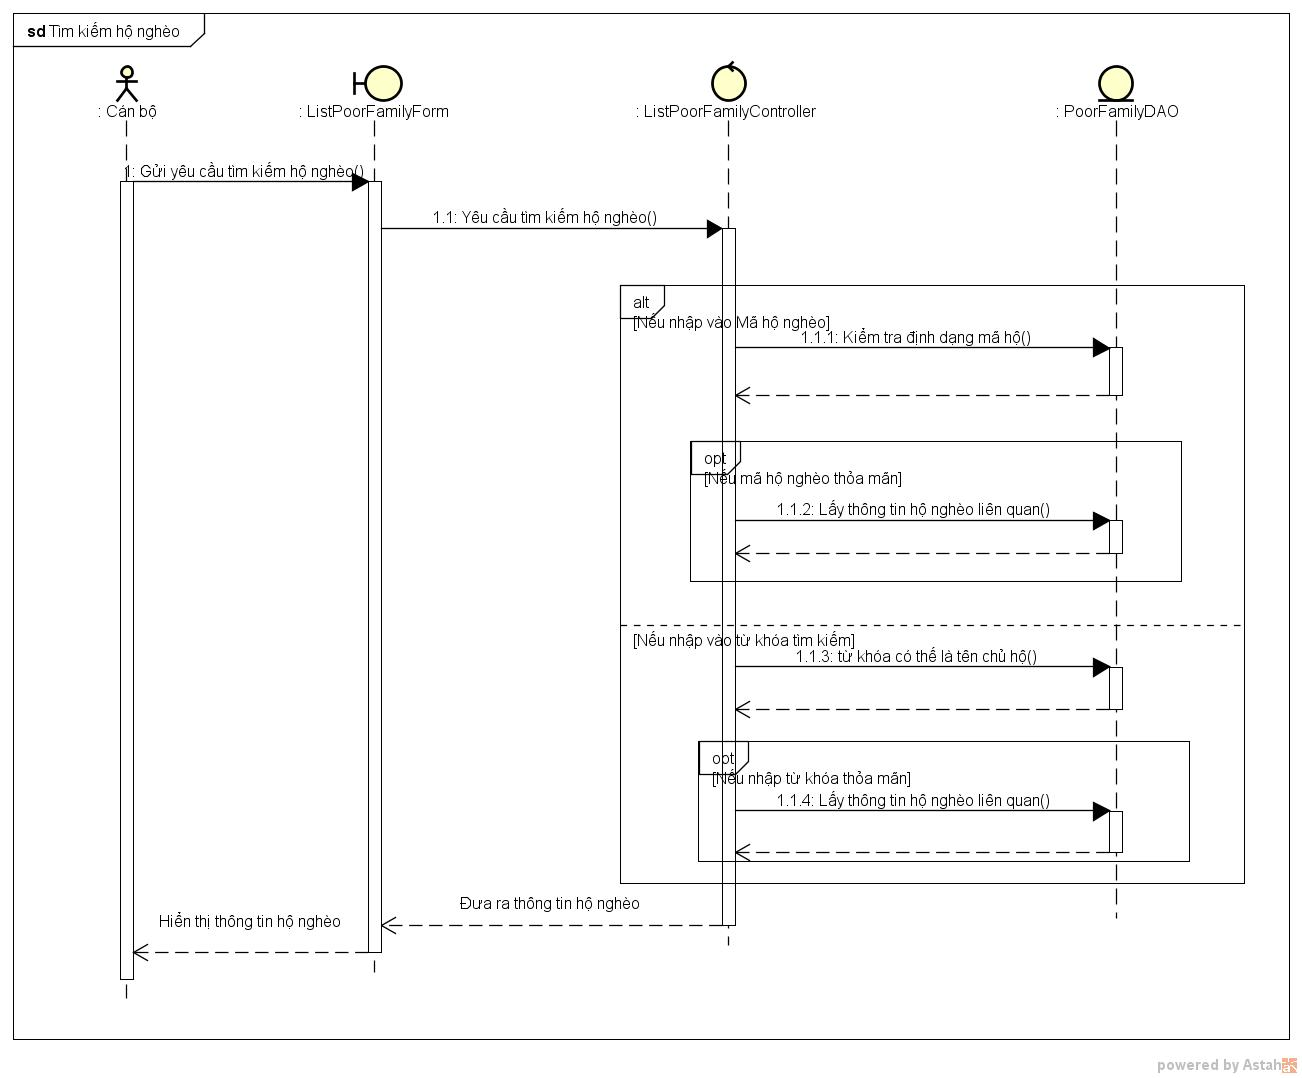 sd Tìm kiếm hộ nghèo
: Cán bộ
: ListPoorFamilyForm
: ListPoorFamilyController
: PoorFamilyDAO
1: Gửi yêu cầu tìm kiếm hộ nghèo()
1.1: Yêu cầu tìm kiếm hộ nghèo()
alt
[Nếu nhập vào Mã hộ nghèo]
1.1.1: Kiểm tra định dạng mã hộ()
opt
[Nếu mã hộ nghèo thỏa mãn]
1.1.2: Lấy thông tin hộ nghèo liên quan()
[Nếu nhập vào từ khóa tìm kiếm]
1.1.3: từ khóa có thể là tên chủ hộ()
opt
[Nếu nhập từ khóa thỏa mãn]
1.1.4: Lấy thông tin hộ nghèo liên quan()
Đưa ra thông tin hộ nghèo
Hiển thị thông tin hộ nghèo
powered by Astah